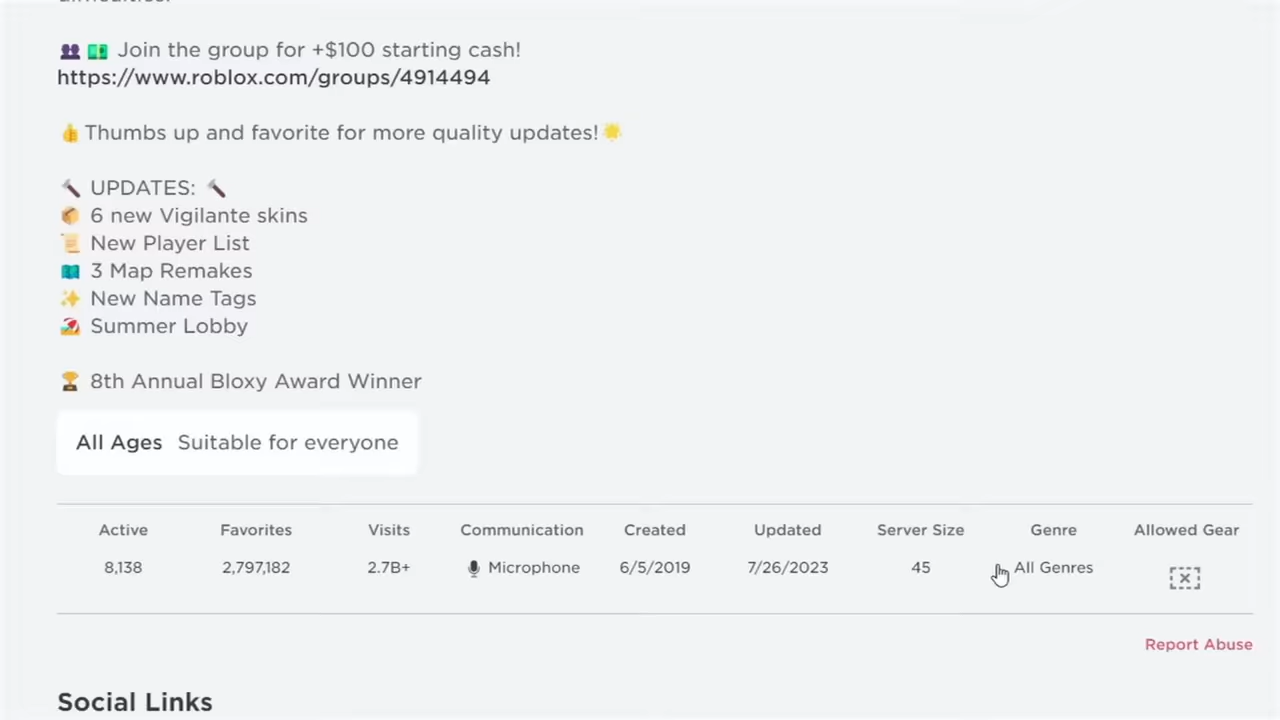 Join the group for +$100 starting cash!
https://www.roblox.com/groups/4914494
Thumbs up and favorite for more quality updates!
UPDATES:
6 new Vigilante skins
New Player List
3 Map Remakes
New Name Tags
Summer Lobby
8th Annual Bloxy Award Winner
All Ages Suitable for everyone
Active Favorites Visits Communication Created Updated Server Size Genre Allowed Gear
8,138 2,797,182 2.7B+ Microphone 6/5/2019 7/26/2023 45 All Genres
Report Abuse
Social Links